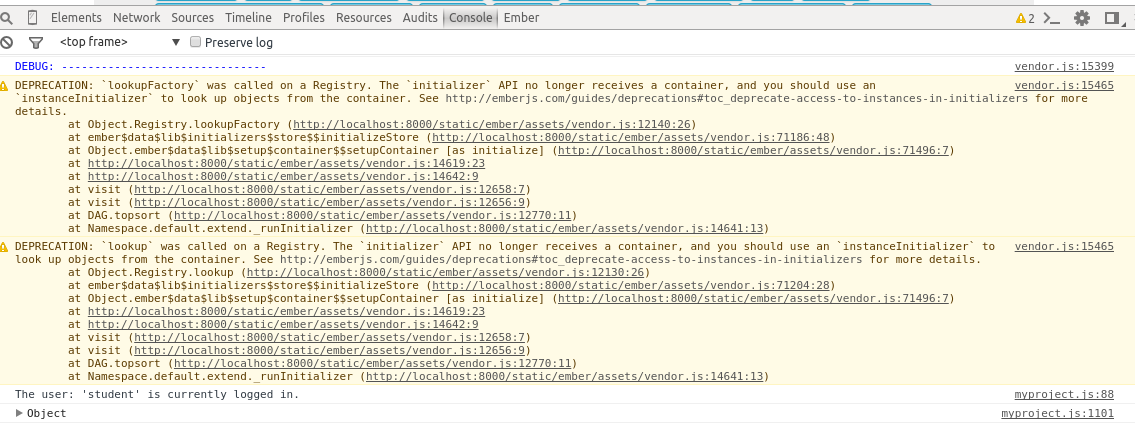 Elements Network Sources Timeline Profiles Resources Audits Console Ember 2
<top frame> Preserve log
DEBUG: ------------------------------- vendor.js:15399
DEPRECATION: `lookupFactory` was called on a Registry. The `initializer` API no longer receives a container, and you should use an vendor.js:15465
`instanceInitializer` to look up objects from the container. See http://emberjs.com/guides/deprecations#toc_deprecate-access-to-instances-in-initializers for more
details.
at Object.Registry.lookupFactory (http://localhost:8000/static/ember/assets/vendor.js:12140:26)
at ember$data$lib$initializers$store$$initializeStore (http://localhost:8000/static/ember/assets/vendor.js:71186:48)
at Object.ember$data$lib$setup$container$$setupContainer [as initialize] (http://localhost:8000/static/ember/assets/vendor.js:71496:7)
at http://localhost:8000/static/ember/assets/vendor.js:14619:23
at http://localhost:8000/static/ember/assets/vendor.js:14642:9
at visit (http://localhost:8000/static/ember/assets/vendor.js:12658:7)
at visit (http://localhost:8000/static/ember/assets/vendor.js:12656:9)
at DAG.topsort (http://localhost:8000/static/ember/assets/vendor.js:12770:11)
at Namespace.default.extend._runInitializer (http://localhost:8000/static/ember/assets/vendor.js:14641:13)
DEPRECATION: `lookup` was called on a Registry. The `initializer` API no longer receives a container, and you should use an `instanceInitializer` to vendor.js:15465
look up objects from the container. See http://emberjs.com/guides/deprecations#toc_deprecate-access-to-instances-in-initializers for more details.
at Object.Registry.lookup (http://localhost:8000/static/ember/assets/vendor.js:12130:26)
at ember$data$lib$initializers$store$$initializeStore (http://localhost:8000/static/ember/assets/vendor.js:71204:28)
at Object.ember$data$lib$setup$container$$setupContainer [as initialize] (http://localhost:8000/static/ember/assets/vendor.js:71496:7)
at http://localhost:8000/static/ember/assets/vendor.js:14619:23
at http://localhost:8000/static/ember/assets/vendor.js:14642:9
at visit (http://localhost:8000/static/ember/assets/vendor.js:12658:7)
at visit (http://localhost:8000/static/ember/assets/vendor.js:12656:9)
at DAG.topsort (http://localhost:8000/static/ember/assets/vendor.js:12770:11)
at Namespace.default.extend._runInitializer (http://localhost:8000/static/ember/assets/vendor.js:14641:13)
The user: 'student' is currently logged in. myproject.js:88
Object myproject.js:1101